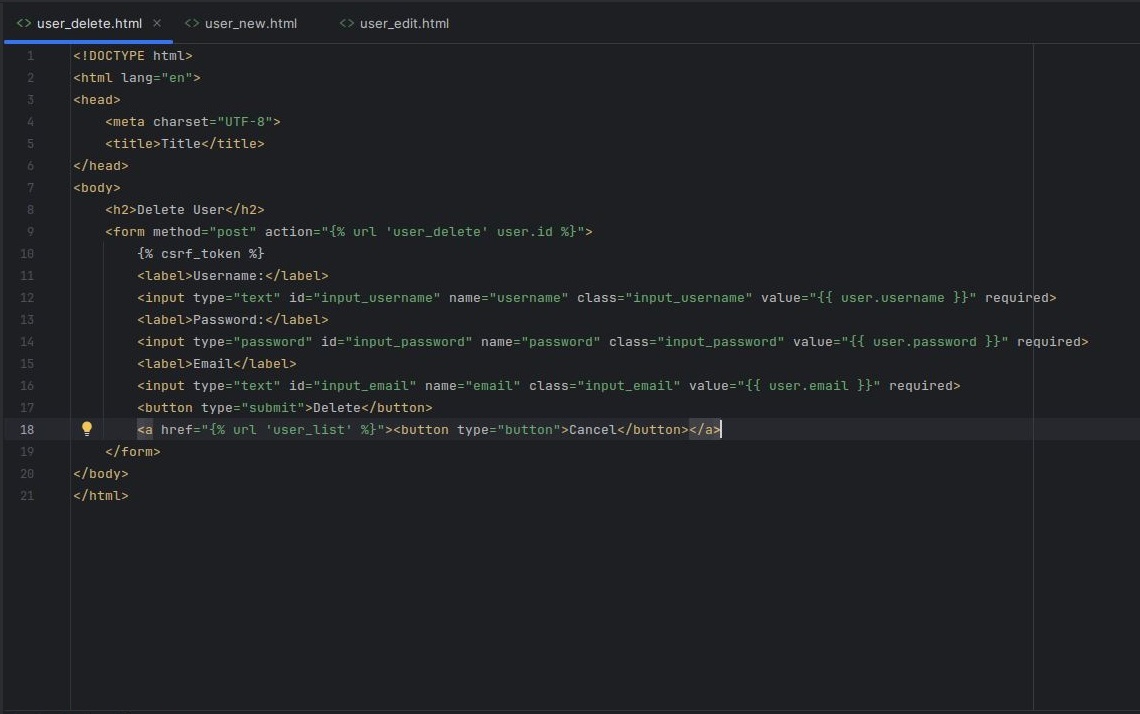 user_delete.html
user_new.html
user_edit.html
1 <!DOCTYPE html>
2 <html lang="en">
3 <head>
4     <meta charset="UTF-8">
5     <title>Title</title>
6 </head>
7 <body>
8     <h2>Delete User</h2>
9     <form method="post" action="{% url 'user_delete' user.id %}">
10         {% csrf_token %}
11         <label>Username:</label>
12         <input type="text" id="input_username" name="username" class="input_username" value="{{ user.username }}" required>
13         <label>Password:</label>
14         <input type="password" id="input_password" name="password" class="input_password" value="{{ user.password }}" required>
15         <label>Email</label>
16         <input type="text" id="input_email" name="email" class="input_email" value="{{ user.email }}" required>
17         <button type="submit">Delete</button>
18         <a href="{% url 'user_list' %}"><button type="button">Cancel</button></a>
19     </form>
20 </body>
21 </html>